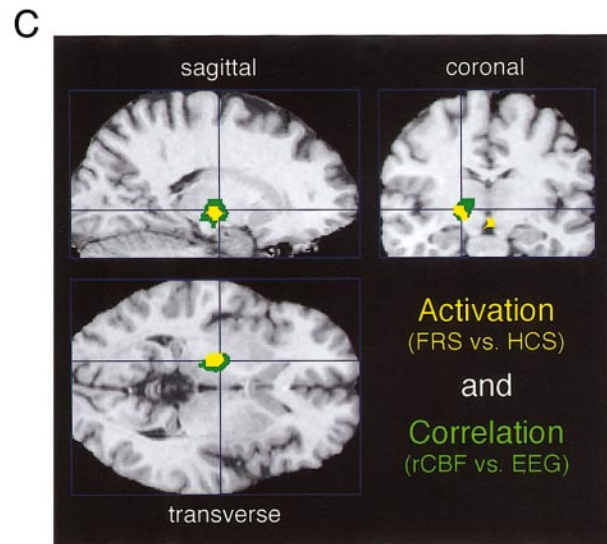 C
sagittal
coronal
Activation
(FRS vs. HCS)
and
Correlation
(rCBF vs. EEG)
transverse